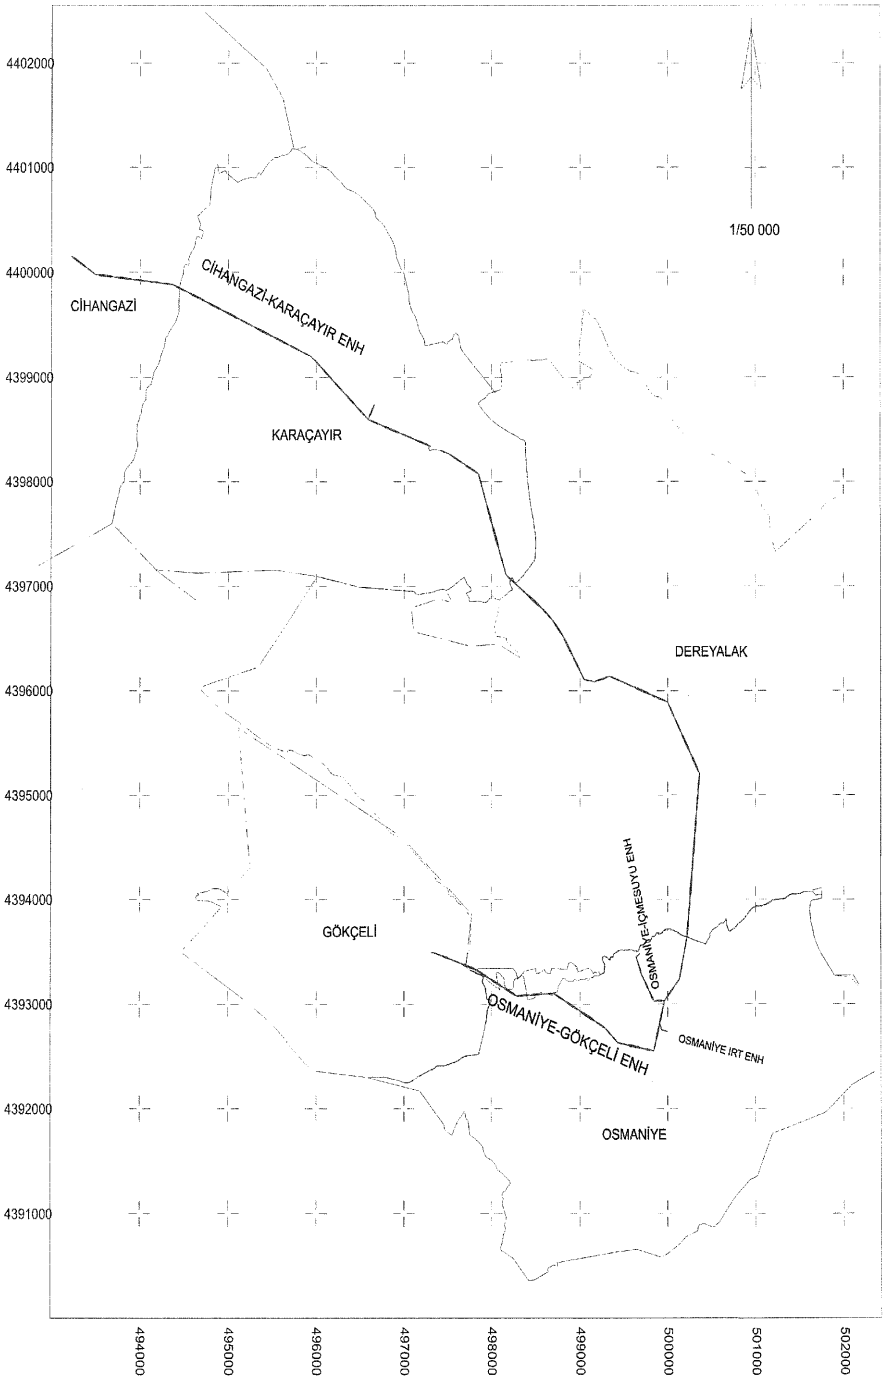 4402000
4401000
1/50 000
4400000
CİHANGAZİ-KARAÇAYIR ENH
CİHANGAZİ
4399000
KARAÇAYIR
4398000
4397000
DEREYALAK
4396000
4395000
OSMANİYE-İÇMESUYU ENH
4394000
GÖKÇELİ
4393000
OSMANİYE-GÖKÇELİ ENH
OSMANİYE IRT ENH
4392000
OSMANİYE
4391000
494000
495000
496000
497000
498000
499000
500000
501000
502000